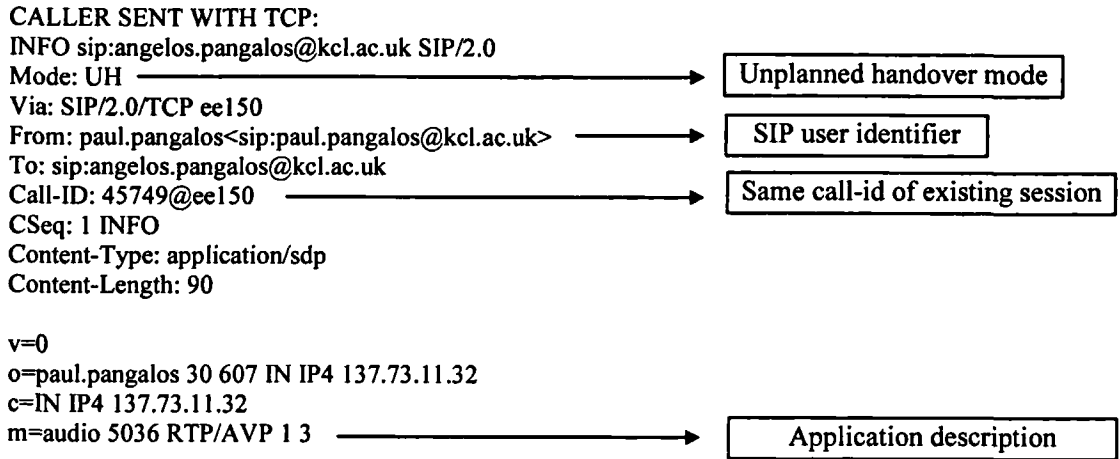 CALLER SENT WITH TCP:
INFO sip:angelos.pangalos@kcl.ac.uk SIP/2.0
Mode: UH
Unplanned handover mode
Via: SIP/2.0/TCP ee150
From: paul.pangalos<sip:paul.pangalos@kcl.ac.uk>
SIP user identifier
To: sip:angelos.pangalos@kcl.ac.uk
Call-ID: 45749@ee150
Same call-id of existing session
CSeq: 1 INFO
Content-Type: application/sdp
Content-Length: 90
v=0
o=paul.pangalos 30 607 IN IP4 137.73.11.32
c=IN IP4 137.73.11.32
m=audio 5036 RTP/AVP 1 3
Application description